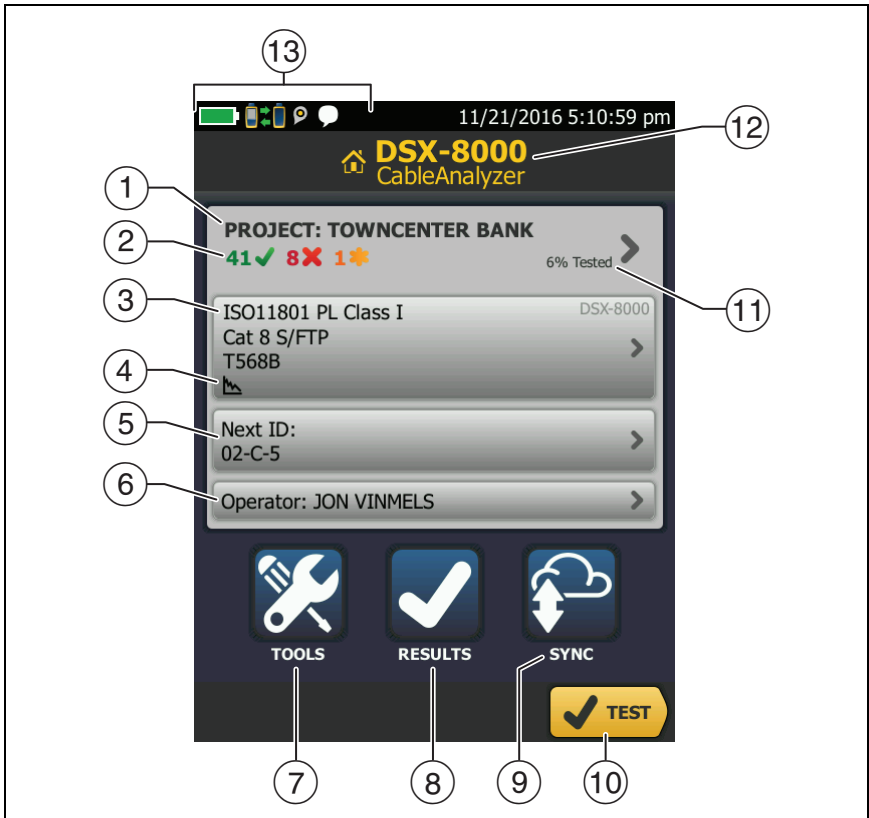 13
11/21/2016 5:10:59 pm
12
DSX-8000
CableAnalyzer
1
PROJECT: TOWNCENTER BANK
2
41 8 1
6% Tested
11
3
ISO11801 PL Class I
DSX-8000
Cat 8 S/FTP
T568B
4
5
Next ID:
02-C-5
6
Operator: JON VINMELS
TOOLS
RESULTS
SYNC
TEST
7
8
9
10